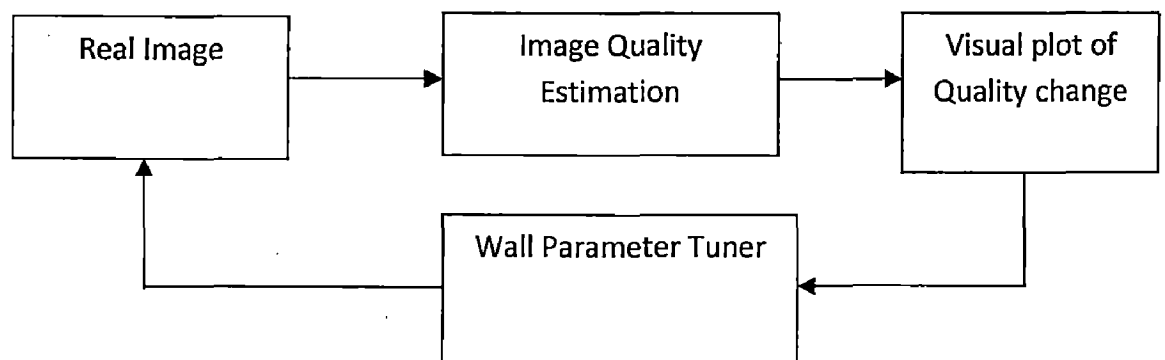 Real Image
Image Quality
Estimation
Visual plot of
Quality change
Wall Parameter Tuner